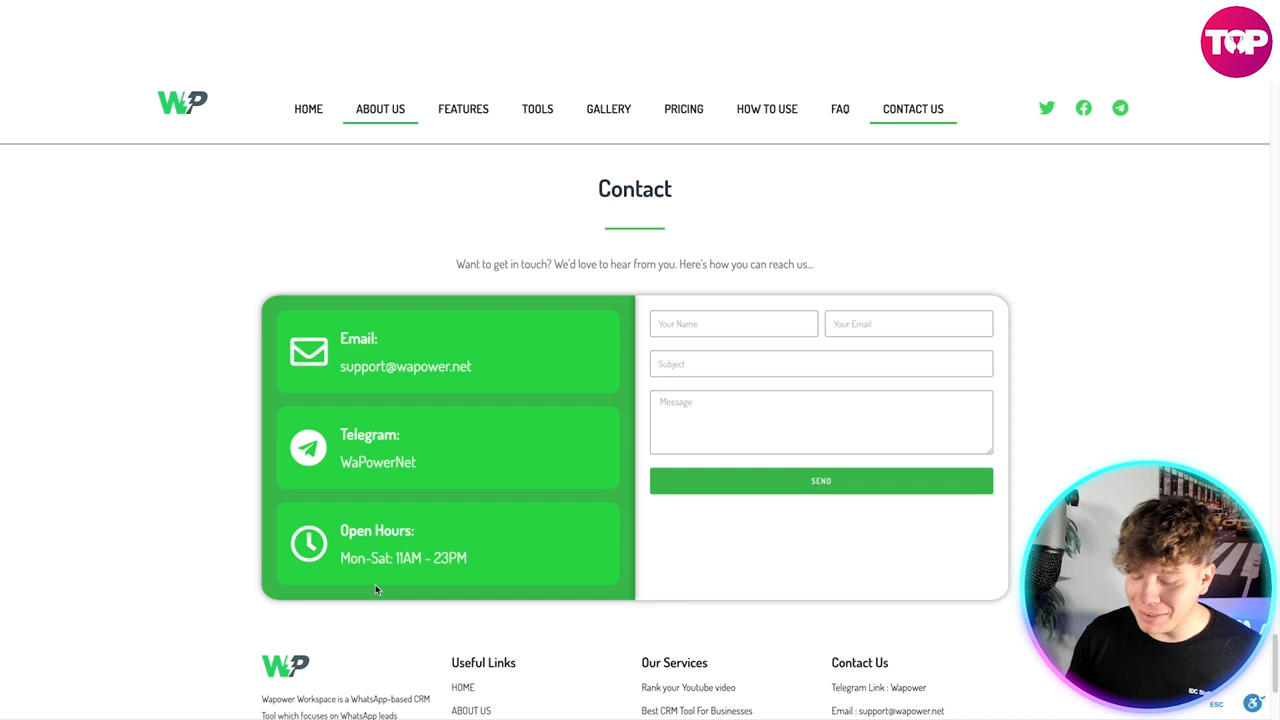 TOP
WP
HOME
ABOUT US
FEATURES
TOOLS
GALLERY
PRICING
HOW TO USE
FAQ
CONTACT US
Contact
Want to get in touch? We'd love to hear from you. Here's how you can reach us...
Email:
support@wapower.net
Telegram:
WaPowerNet
Open Hours:
Mon-Sat: 11AM - 23PM
Your Name
Your Email
Subject
Message
SEND
WP
Wapower Workspace is a WhatsApp-based CRM
Tool which focuses on WhatsApp leads
Useful Links
HOME
ABOUT US
Our Services
Rank your Youtube video
Best CRM Tool For Businesses
Contact Us
Telegram Link : Wapower
Email : support@wapower.net
ESC